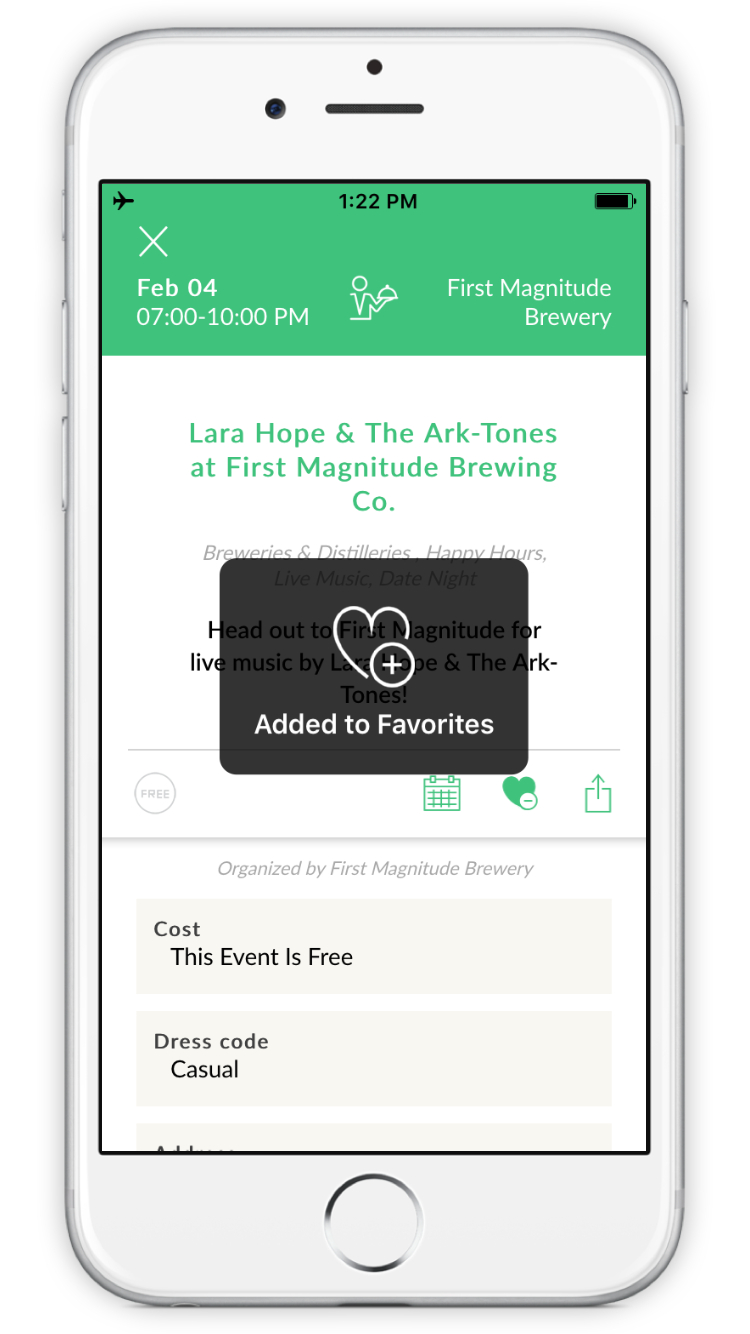 1:22 PM
Feb 04
07:00-10:00 PM
First Magnitude
Brewery
Lara Hope & The Ark-Tones
at First Magnitude Brewing
Co.
Breweries & Distilleries , Happy Hours,
Live Music, Date Night
Head out to First Magnitude for
live music by Lara Hope & The Ark-
Tones!
Added to Favorites
FREE
Organized by First Magnitude Brewery
Cost
This Event Is Free
Dress code
Casual
Address